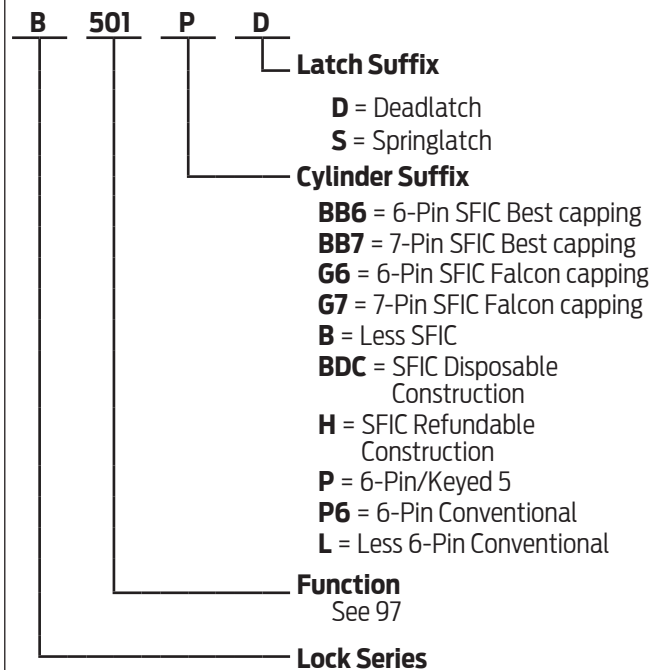 B 501 P D
Latch Suffix
D = Deadlatch
S = Springlatch
Cylinder Suffix
BB6 = 6-Pin SFIC Best capping
BB7 = 7-Pin SFIC Best capping
G6 = 6-Pin SFIC Falcon capping
G7 = 7-Pin SFIC Falcon capping
B = Less SFIC
BDC = SFIC Disposable
Construction
H = SFIC Refundable
Construction
P = 6-Pin/Keyed 5
P6 = 6-Pin Conventional
L = Less 6-Pin Conventional
Function
See 97
Lock Series